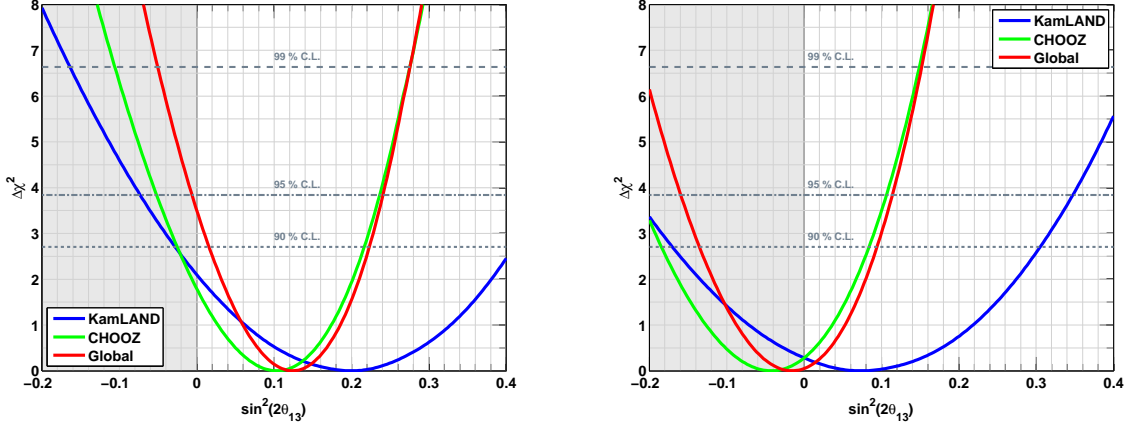 8
7
6
5
4
3
2
1
0
Δχ²
99 % C.L.
95 % C.L.
90 % C.L.
KamLAND
CHOOZ
Global
−0.2 −0.1 0 0.1 0.2 0.3 0.4
sin²(2θ₁₃)
8
7
6
5
4
3
2
1
0
Δχ²
KamLAND
CHOOZ
Global
99 % C.L.
95 % C.L.
90 % C.L.
−0.2 −0.1 0 0.1 0.2 0.3 0.4
sin²(2θ₁₃)